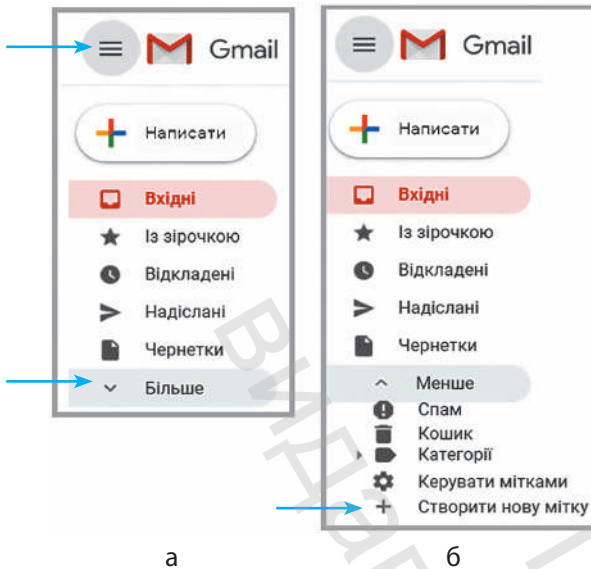 Gmail
Написати
Вхідні
Із зірочкою
Відкладені
Надіслані
Чернетки
Більше
а
Gmail
Написати
Вхідні
Із зірочкою
Відкладені
Надіслані
Чернетки
Менше
Спам
Кошик
Категорії
Керувати мітками
Створити нову мітку
б